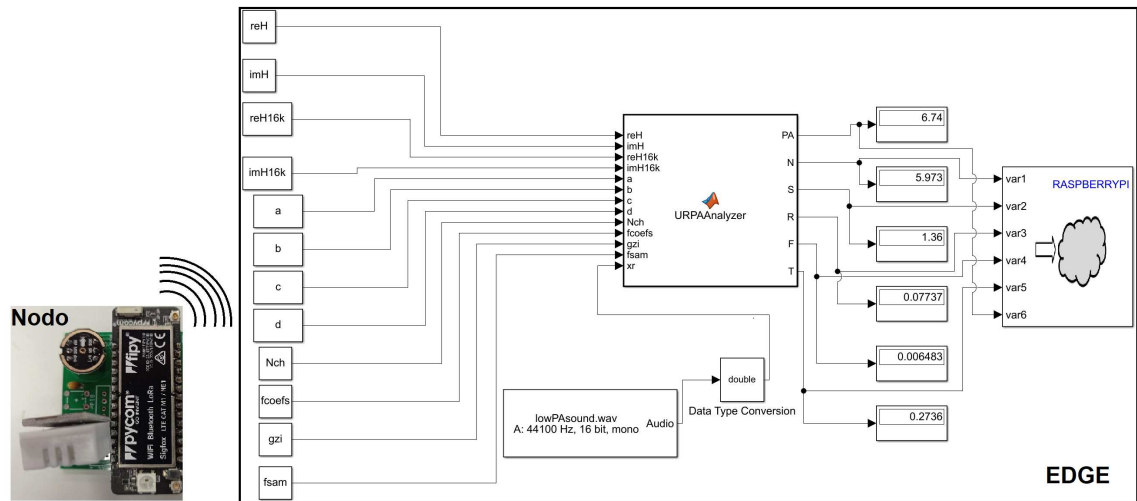 reH
imH
reH16k
imH16k
a
b
c
d
Nch
fcoefs
gzi
fsam
reH
imH
reH16k
imH16k
a
b
c
d
Nch
fcoefs
gzi
fsam
xr
URPAAnalyzer
PA
N
S
R
F
T
6.74
5.973
1.36
0.07737
0.006483
0.2736
RASPBERRYPI
var1
var2
var3
var4
var5
var6
lowPAsound.wav
A: 44100 Hz, 16 bit, mono
Audio
double
Data Type Conversion
EDGE
Nodo
pycom
fipy
pycom
GO INVENT
WiFi Bluetooth LoRa
Sigfox LTE CAT M1 / NB1